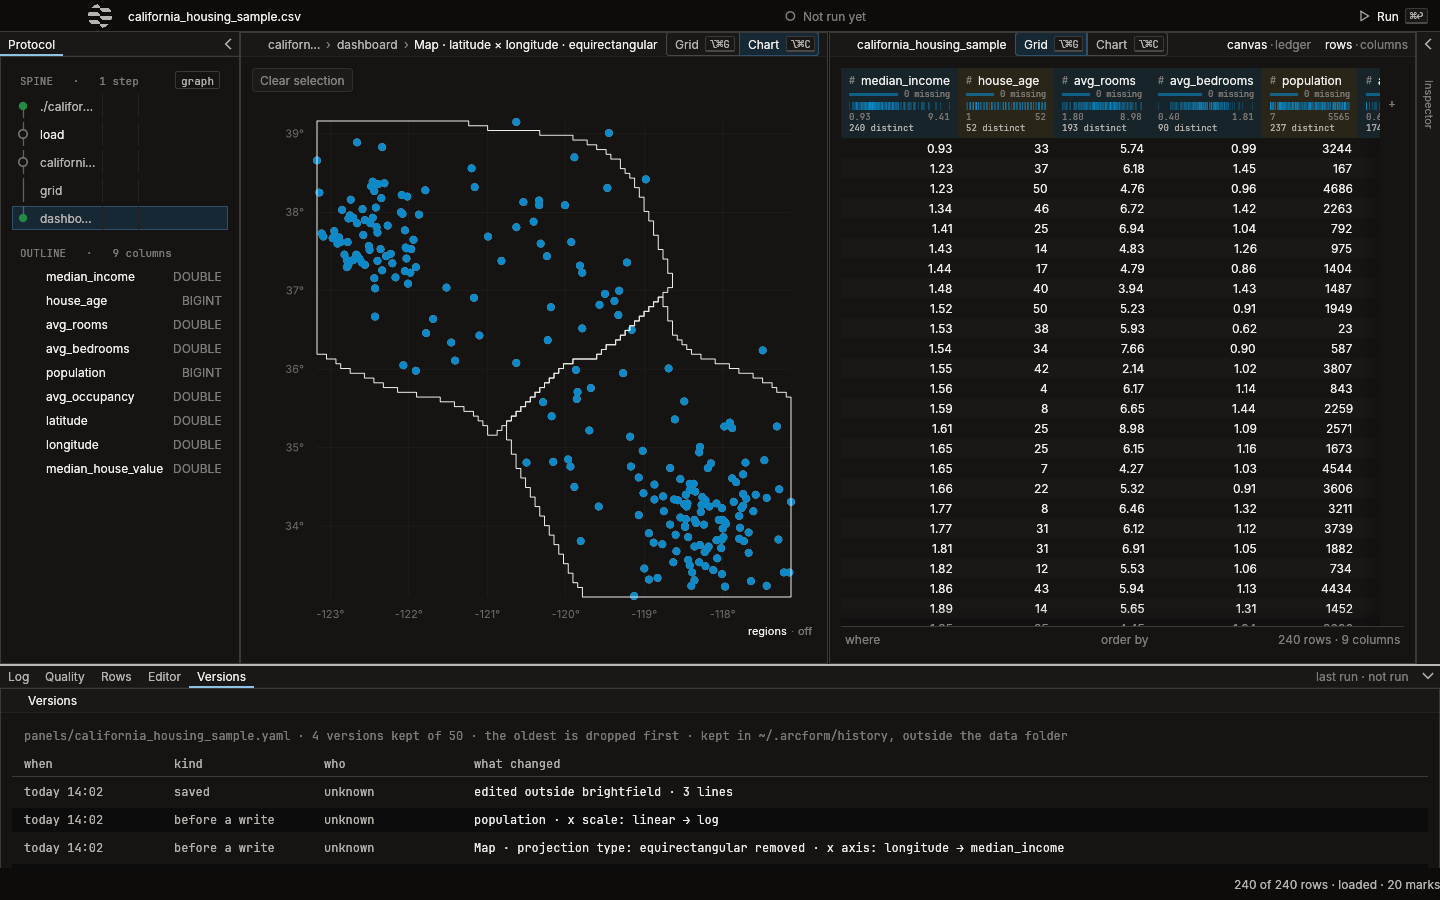 california_housing_sample.csv
Not run yet
Run
Protocol
californ... › dashboard › Map · latitude × longitude · equirectangular
Grid ⌥⌘G Chart ⌥⌘C
california_housing_sample
Grid ⌥⌘G Chart ⌥⌘C
canvas · ledger rows · columns
SPINE · 1 step graph
./califor...
load
californi...
grid
dashbo...
OUTLINE · 9 columns
median_income DOUBLE
house_age BIGINT
avg_rooms DOUBLE
avg_bedrooms DOUBLE
population BIGINT
avg_occupancy DOUBLE
latitude DOUBLE
longitude DOUBLE
median_house_value DOUBLE
Clear selection
39°
38°
37°
36°
35°
34°
-123° -122° -121° -120° -119° -118°
regions · off
# median_income # house_age # avg_rooms # avg_bedrooms # population #
0 missing 0 missing 0 missing 0 missing 0 missing
0.93 9.41 1 52 1.80 8.98 0.40 1.81 7 5565
240 distinct 52 distinct 193 distinct 90 distinct 237 distinct 174
+
Inspector
0.93 33 5.74 0.99 3244
1.23 37 6.18 1.45 167
1.23 50 4.76 0.96 4686
1.34 46 6.72 1.42 2263
1.41 25 6.94 1.04 792
1.43 14 4.83 1.26 975
1.44 17 4.79 0.86 1404
1.48 40 3.94 1.43 1487
1.52 50 5.23 0.91 1949
1.53 38 5.93 0.62 23
1.54 34 7.66 0.90 587
1.55 42 2.14 1.02 3807
1.56 4 6.17 1.14 843
1.59 8 6.65 1.44 2259
1.61 25 8.98 1.09 2571
1.65 25 6.15 1.16 1673
1.65 7 4.27 1.03 4544
1.66 22 5.32 0.91 3606
1.77 8 6.46 1.32 3211
1.77 31 6.12 1.12 3739
1.81 31 6.91 1.05 1882
1.82 12 5.53 1.06 734
1.86 43 5.94 1.13 4434
1.89 14 5.65 1.31 1452
where order by 240 rows · 9 columns
Log Quality Rows Editor Versions
last run · not run
Versions
panels/california_housing_sample.yaml · 4 versions kept of 50 · the oldest is dropped first · kept in ~/.arcform/history, outside the data folder
when kind who what changed
today 14:02 saved unknown edited outside brightfield · 3 lines
today 14:02 before a write unknown population · x scale: linear → log
today 14:02 before a write unknown Map · projection type: equirectangular removed · x axis: longitude → median_income
240 of 240 rows · loaded · 20 marks